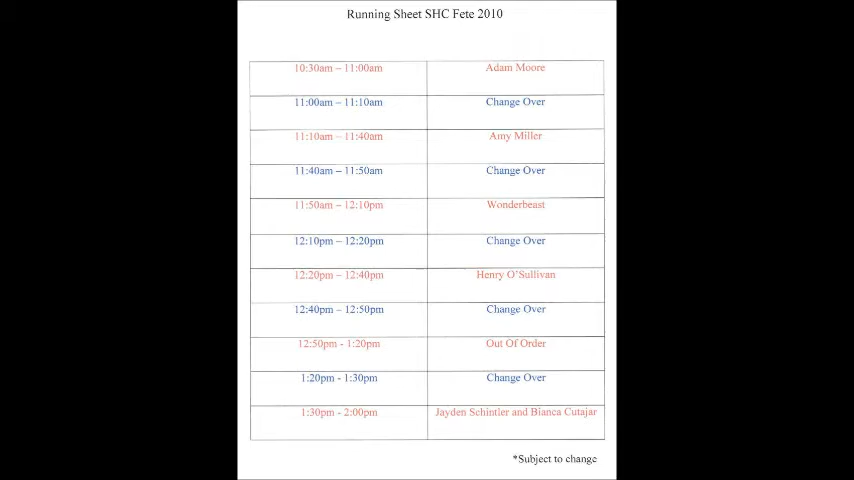 Running Sheet SHC Fete 2010
10:30am – 11:00am Adam Moore
11:00am – 11:10am Change Over
11:10am – 11:40am Amy Miller
11:40am – 11:50am Change Over
11:50am – 12:10pm Wonderbeast
12:10pm – 12:20pm Change Over
12:20pm – 12:40pm Henry O'Sullivan
12:40pm – 12:50pm Change Over
12:50pm - 1:20pm Out Of Order
1:20pm - 1:30pm Change Over
1:30pm - 2:00pm Jayden Schintler and Bianca Cutajar
*Subject to change